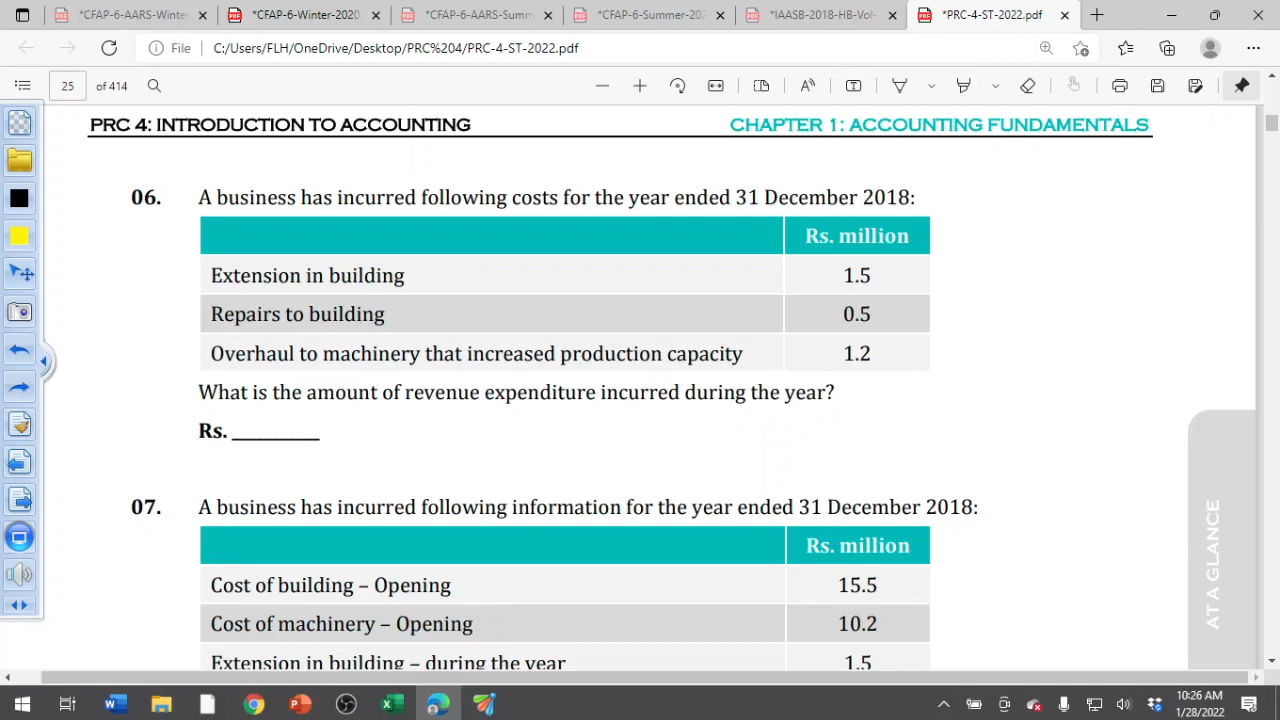 *CFAP-6-AARS-Winter
*CFAP-6-Winter-2020.
*CFAP-6-AARS-Summ
*CFAP-6-Summer-202
*IAASB-2018-HB-Vol-
*PRC-4-ST-2022.pdf
File
C:/Users/FLH/OneDrive/Desktop/PRC%204/PRC-4-ST-2022.pdf
25 of 414
PRC 4: INTRODUCTION TO ACCOUNTING
CHAPTER 1: ACCOUNTING FUNDAMENTALS
06. A business has incurred following costs for the year ended 31 December 2018:
Rs. million
Extension in building 1.5
Repairs to building 0.5
Overhaul to machinery that increased production capacity 1.2
What is the amount of revenue expenditure incurred during the year?
Rs. __________
07. A business has incurred following information for the year ended 31 December 2018:
Rs. million
Cost of building – Opening 15.5
Cost of machinery – Opening 10.2
Extension in building – during the year 1.5
AT A GLANCE
10:26 AM
1/28/2022